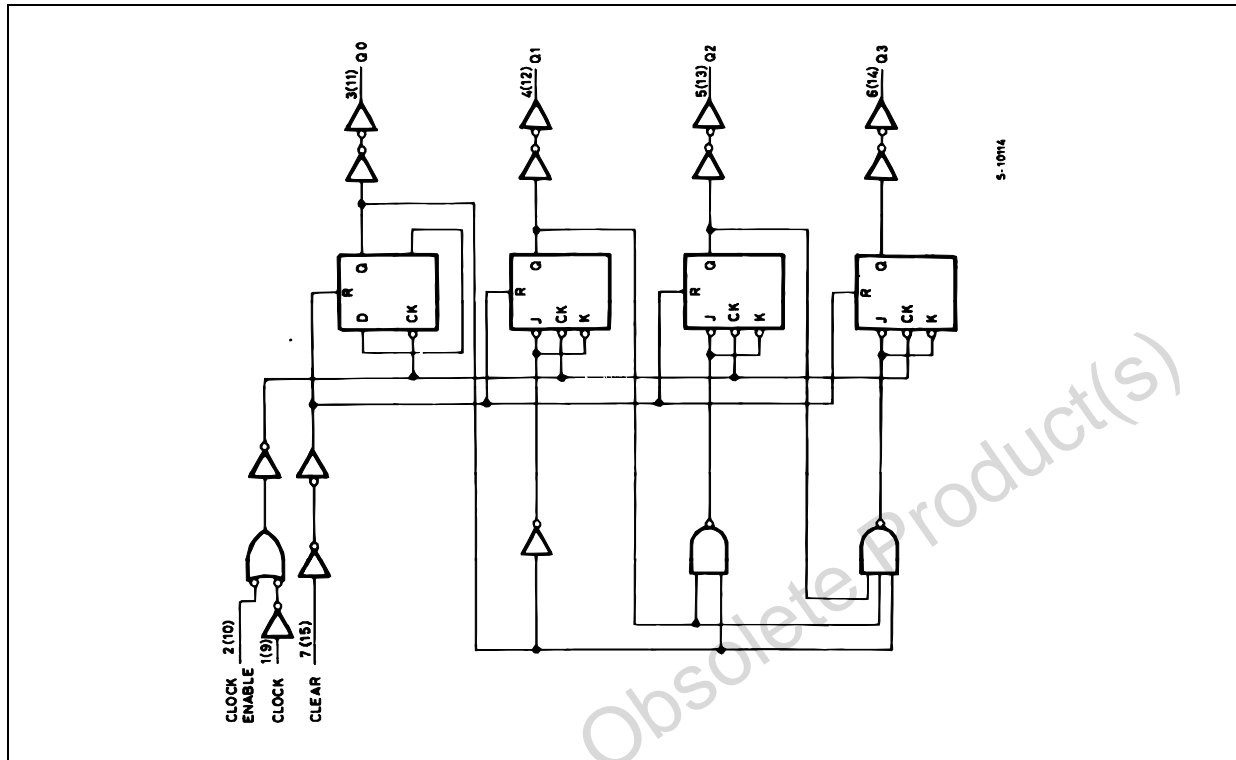 3(11) Q0
4(12) Q1
5(13) Q2
6(14) Q3
Q
R
D
CK
Q
R
J
CK
K
Q
R
J
CK
K
Q
R
J
CK
K
CLOCK ENABLE 2(10)
CLOCK 1(9)
CLEAR 7(15)
S-10114
Obsolete Product(s)